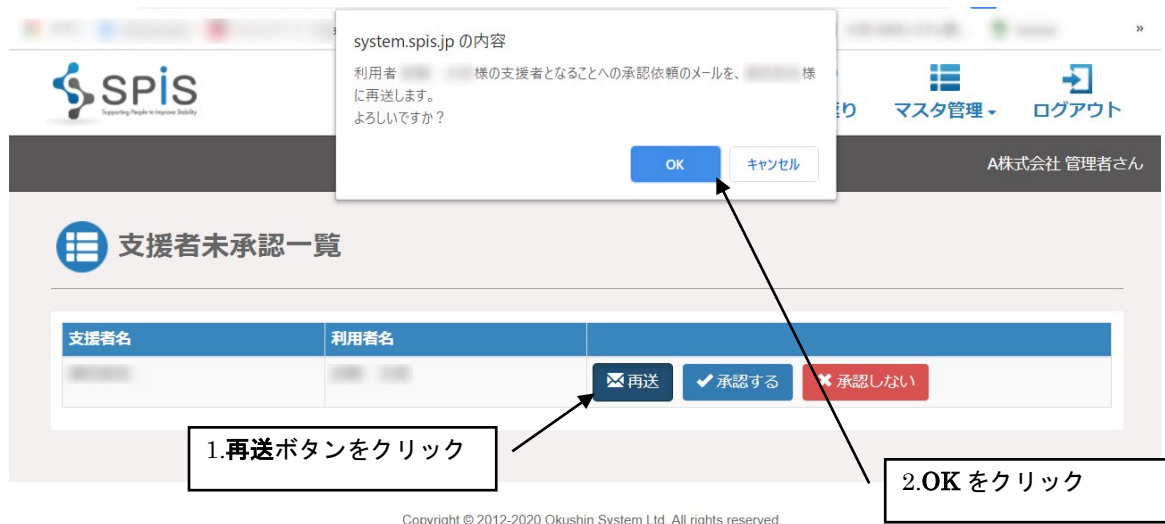 »
system.spis.jp の内容
利用者 様の支援者となることへの承認依頼のメールを、 様
に再送します。
よろしいですか？
OK キャンセル
SPiS
Supporting People to Improve Stability
マスタ管理
ログアウト
A株式会社 管理者さん
支援者未承認一覧
支援者名 利用者名
再送 承認する 承認しない
1.再送ボタンをクリック
2.OK をクリック
Copyright © 2012-2020 Okushin System Ltd. All rights reserved.